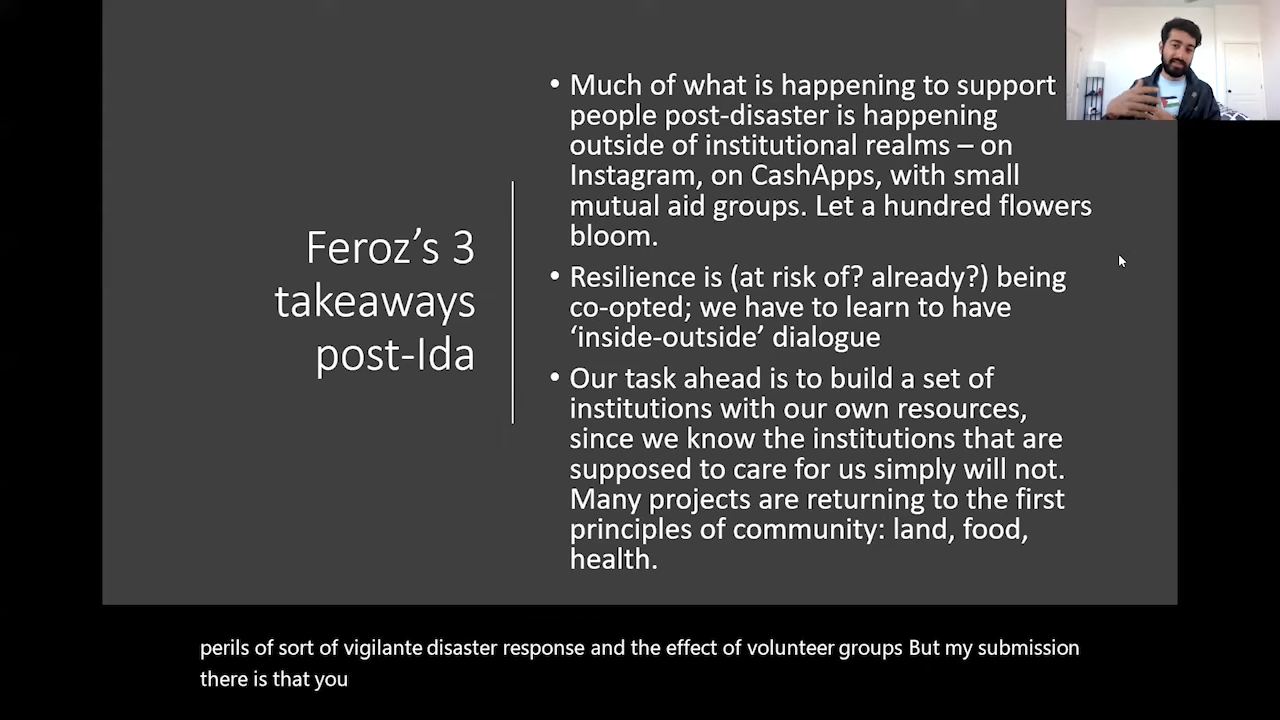 Feroz’s 3
takeaways
post-Ida
• Much of what is happening to support
people post-disaster is happening
outside of institutional realms – on
Instagram, on CashApps, with small
mutual aid groups. Let a hundred flowers
bloom.
• Resilience is (at risk of? already?) being
co-opted; we have to learn to have
‘inside-outside’ dialogue
• Our task ahead is to build a set of
institutions with our own resources,
since we know the institutions that are
supposed to care for us simply will not.
Many projects are returning to the first
principles of community: land, food,
health.
perils of sort of vigilante disaster response and the effect of volunteer groups But my submission
there is that you